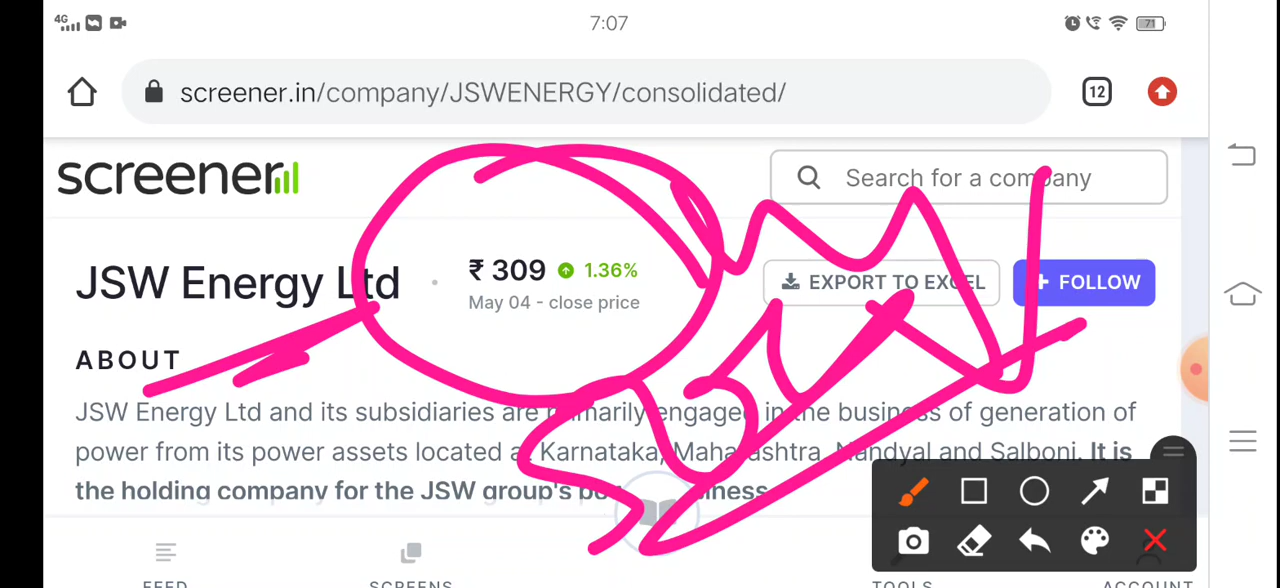 4G 7:07 71
screener.in/company/JSWENERGY/consolidated/ 12
screener Search for a company
JSW Energy Ltd · ₹ 309 1.36%
May 04 - close price
EXPORT TO EXCEL + FOLLOW
ABOUT
JSW Energy Ltd and its subsidiaries are primarily engaged in the business of generation of
power from its power assets located at Karnataka, Maharashtra, Nandyal and Salboni. It is
the holding company for the JSW group's
FEED SCREENS TOOLS ACCOUNT